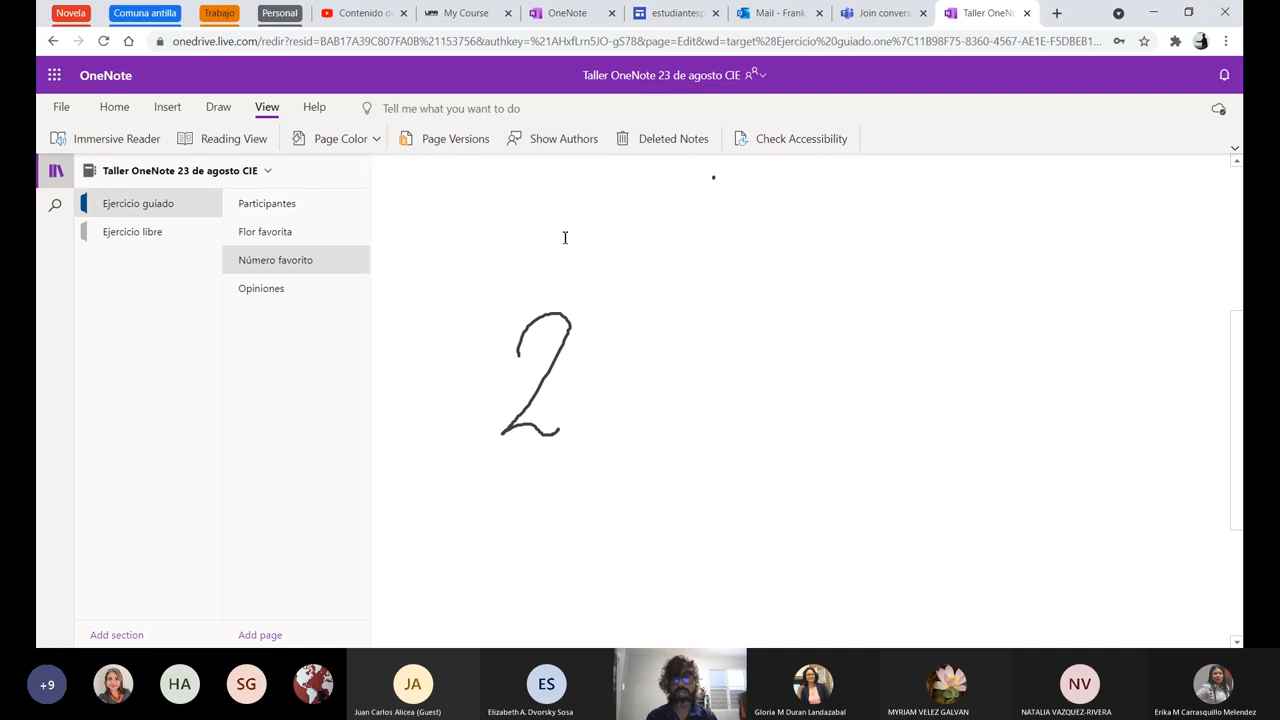 Novela Comuna antilla Trabajo Personal Contenido de My Course OneNote estudiantesp Mail - Frank Join conve Taller OneNo
onedrive.live.com/redir?resid=BAB17A39C807FA0B%21153756&authkey=%21AHxfLrn5JO-gS78&page=Edit&wd=target%28Ejercicio%20guiado.one%7C11B98F75-8360-4567-AE1E-F5DBEB1...
OneNote Taller OneNote 23 de agosto CIE
File Home Insert Draw View Help Tell me what you want to do
Immersive Reader Reading View Page Color Page Versions Show Authors Deleted Notes Check Accessibility
Taller OneNote 23 de agosto CIE
Ejercicio guiado Participantes
Ejercicio libre Flor favorita
Número favorito
Opiniones
2
Add section Add page
+9 HA SG JA ES NV
Juan Carlos Alicea (Guest) Elizabeth A. Dvorsky Sosa Gloria M Duran Landazabal MYRIAM VELEZ GALVAN NATALIA VAZQUEZ-RIVERA Erika M Carrasquillo Melendez